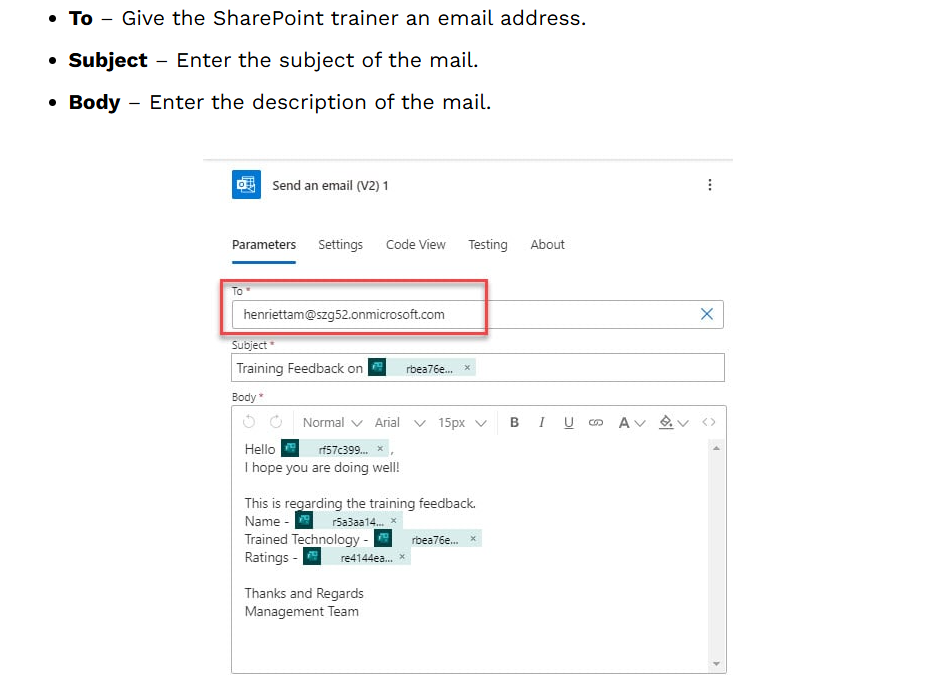 To – Give the SharePoint trainer an email address.
Subject – Enter the subject of the mail.
Body – Enter the description of the mail.
Send an email (V2) 1
Parameters Settings Code View Testing About
To *
henriettam@szg52.onmicrosoft.com
Subject *
Training Feedback on rbea76e... ×
Body *
Normal Arial 15px B I U A
Hello rf57c399... × ,
I hope you are doing well!
This is regarding the training feedback.
Name - r5a3aa14... ×
Trained Technology - rbea76e... ×
Ratings - re4144ea... ×
Thanks and Regards
Management Team